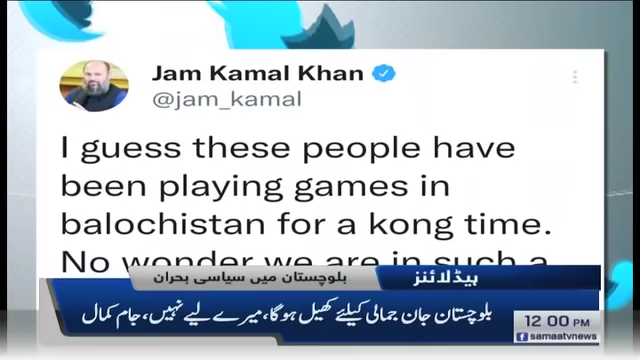 Jam Kamal Khan
@jam_kamal
I guess these people have
been playing games in
balochistan for a kong time.
No wonder we are in such a
ہیڈلائنز
بلوچستان میں سیاسی بحران
بلوچستان جان جمالی کیلئے کھیل ہوگا، میرے لیے نہیں، جام کمال
12:00 PM
samaatvnews